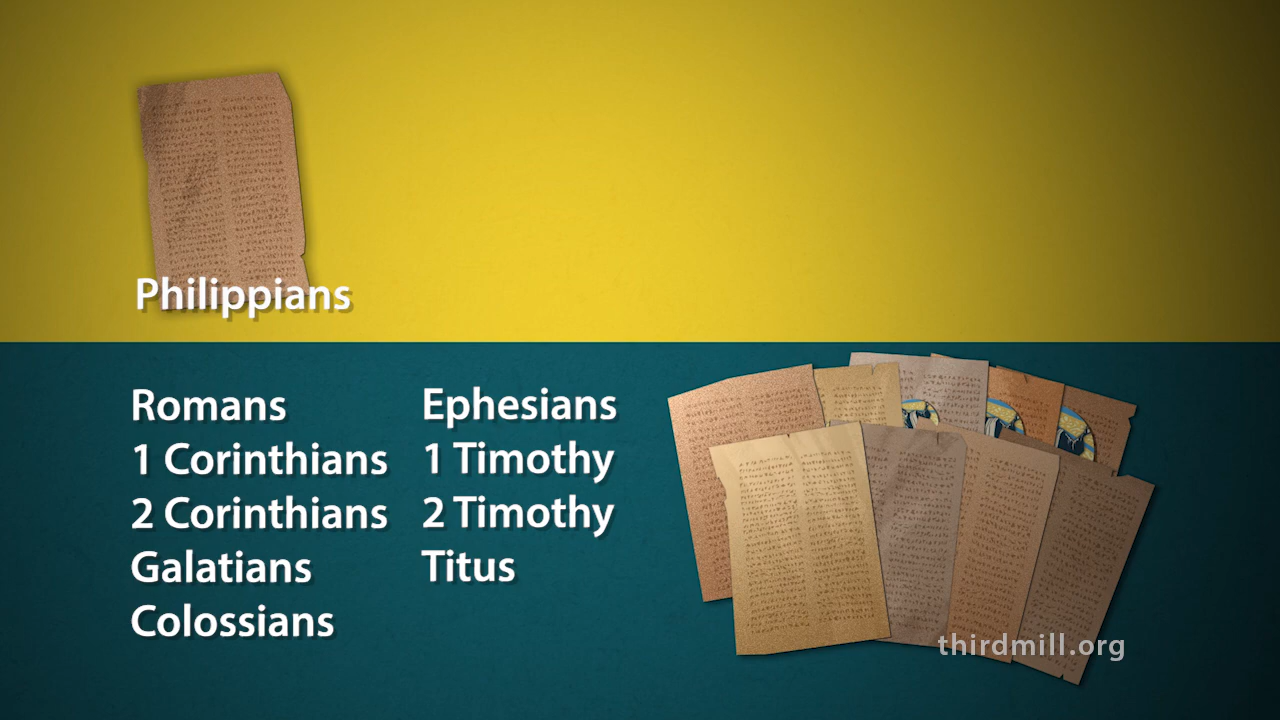 Philippians
Romans
1 Corinthians
2 Corinthians
Galatians
Colossians
Ephesians
1 Timothy
2 Timothy
Titus
thirdmill.org